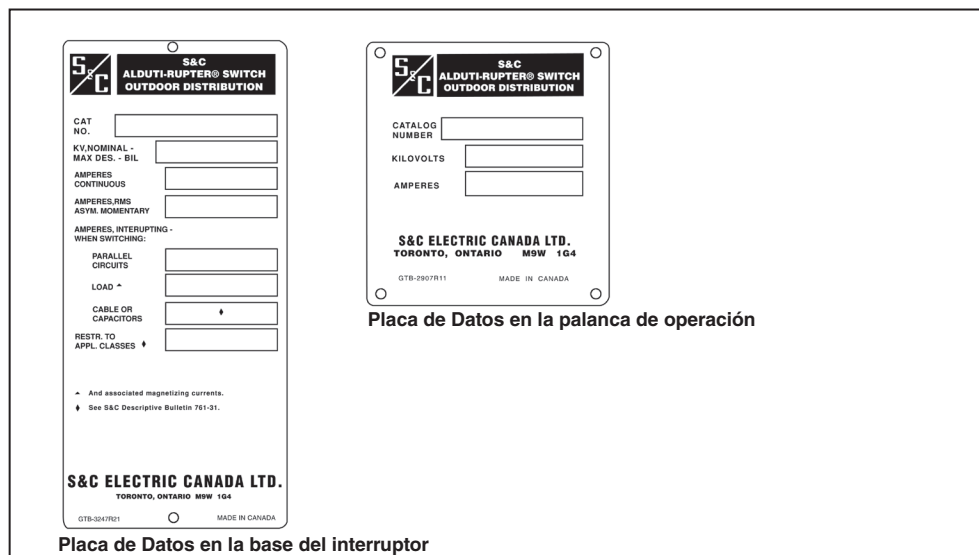 S&C
S&C
ALDUTI-RUPTER® SWITCH
OUTDOOR DISTRIBUTION
CAT
NO.
KV,NOMINAL -
MAX DES. - BIL
AMPERES
CONTINUOUS
AMPERES,RMS
ASYM. MOMENTARY
AMPERES, INTERUPTING -
WHEN SWITCHING:
PARALLEL
CIRCUITS
LOAD
CABLE OR
CAPACITORS ♦
RESTR. TO
APPL. CLASSES ♦
And associated magnetizing currents.
♦ See S&C Descriptive Bulletin 761-31.
S&C ELECTRIC CANADA LTD.
TORONTO, ONTARIO M9W 1G4
GTB-3247R21 MADE IN CANADA
Placa de Datos en la base del interruptor
S&C
S&C
ALDUTI-RUPTER® SWITCH
OUTDOOR DISTRIBUTION
CATALOG
NUMBER
KILOVOLTS
AMPERES
S&C ELECTRIC CANADA LTD.
TORONTO, ONTARIO M9W 1G4
GTB-2907R11 MADE IN CANADA
Placa de Datos en la palanca de operación